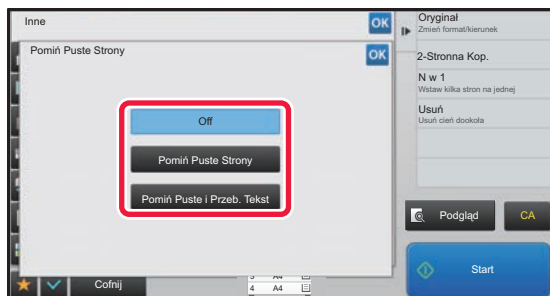 Inne
OK
Pomiń Puste Strony
OK
Off
Pomiń Puste Strony
Pomiń Puste i Przeb. Tekst
Cofnij
A4
4 A4
Oryginał
Zmień format/kierunek
2-Stronna Kop.
N w 1
Wstaw kilka stron na jednej
Usuń
Usuń cień dookoła
Podgląd
CA
Start